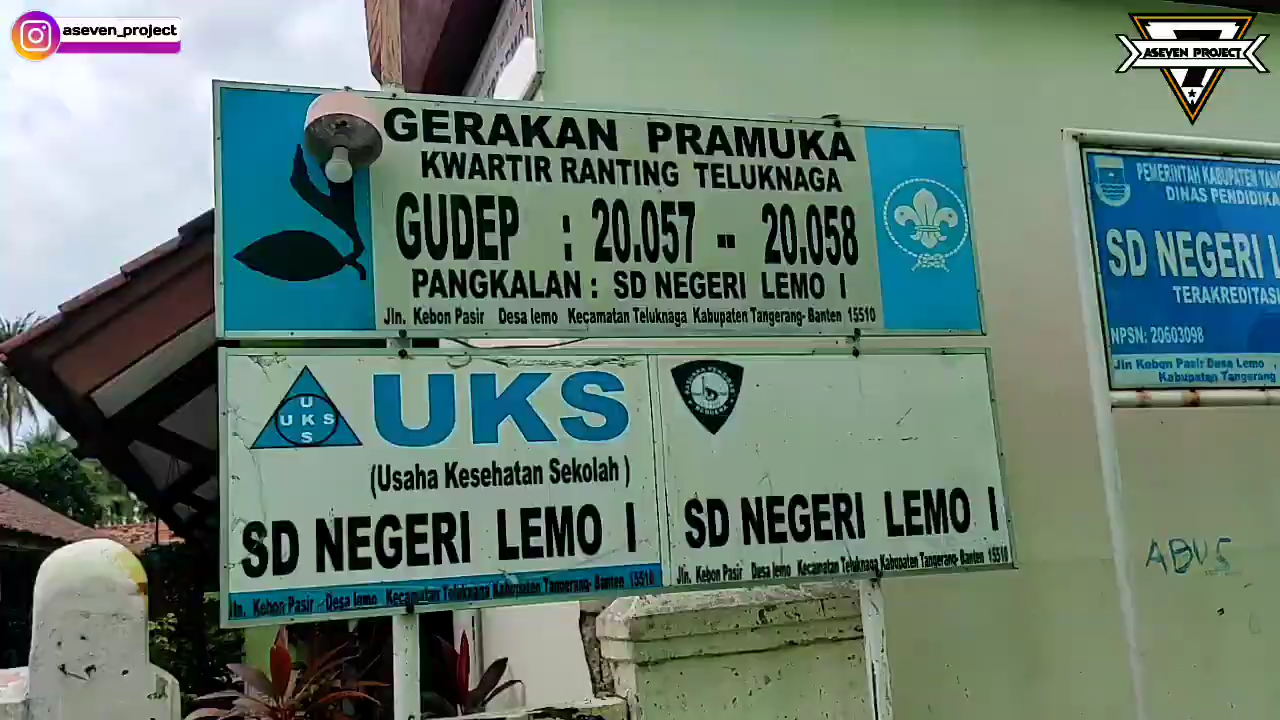 aseven_project
ASEVEN PROJECT
GERAKAN PRAMUKA
KWARTIR RANTING TELUKNAGA
GUDEP : 20.057 - 20.058
PANGKALAN : SD NEGERI LEMO I
Jln. Kebon Pasir Desa lemo Kecamatan Teluknaga Kabupaten Tangerang- Banten 15510
UKS
UKS
(Usaha Kesehatan Sekolah)
SD NEGERI LEMO I
Jln. Kebon Pasir - Desa lemo Kecamatan Teluknaga Kabupaten Tangerang- Banten 15510
SD NEGERI LEMO I
Jln. Kebon Pasir Desa lemo Kecamatan Teluknaga Kabupaten Tangerang- Banten 15510
PEMERINTAH KABUPATEN TANG
DINAS PENDIDIKA
SD NEGERI L
TERAKREDITASI
NPSN: 20603098
Jln Kebon Pasir Desa Lemo
Kabupaten Tangerang
ABUS